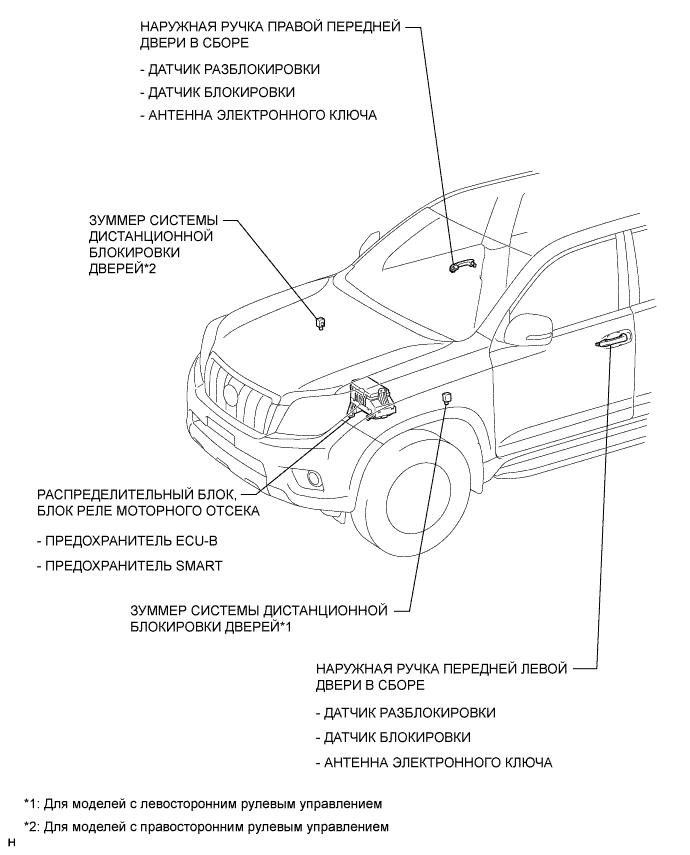 НАРУЖНАЯ РУЧКА ПРАВОЙ ПЕРЕДНЕЙ
ДВЕРИ В СБОРЕ
- ДАТЧИК РАЗБЛОКИРОВКИ
- ДАТЧИК БЛОКИРОВКИ
- АНТЕННА ЭЛЕКТРОННОГО КЛЮЧА
ЗУММЕР СИСТЕМЫ
ДИСТАНЦИОННОЙ
БЛОКИРОВКИ
ДВЕРЕЙ*2
РАСПРЕДЕЛИТЕЛЬНЫЙ БЛОК,
БЛОК РЕЛЕ МОТОРНОГО ОТСЕКА
- ПРЕДОХРАНИТЕЛЬ ECU-B
- ПРЕДОХРАНИТЕЛЬ SMART
ЗУММЕР СИСТЕМЫ ДИСТАНЦИОННОЙ
БЛОКИРОВКИ ДВЕРЕЙ*1
НАРУЖНАЯ РУЧКА ПЕРЕДНЕЙ ЛЕВОЙ
ДВЕРИ В СБОРЕ
- ДАТЧИК РАЗБЛОКИРОВКИ
- ДАТЧИК БЛОКИРОВКИ
- АНТЕННА ЭЛЕКТРОННОГО КЛЮЧА
*1: Для моделей с левосторонним рулевым управлением
*2: Для моделей с правосторонним рулевым управлением
H